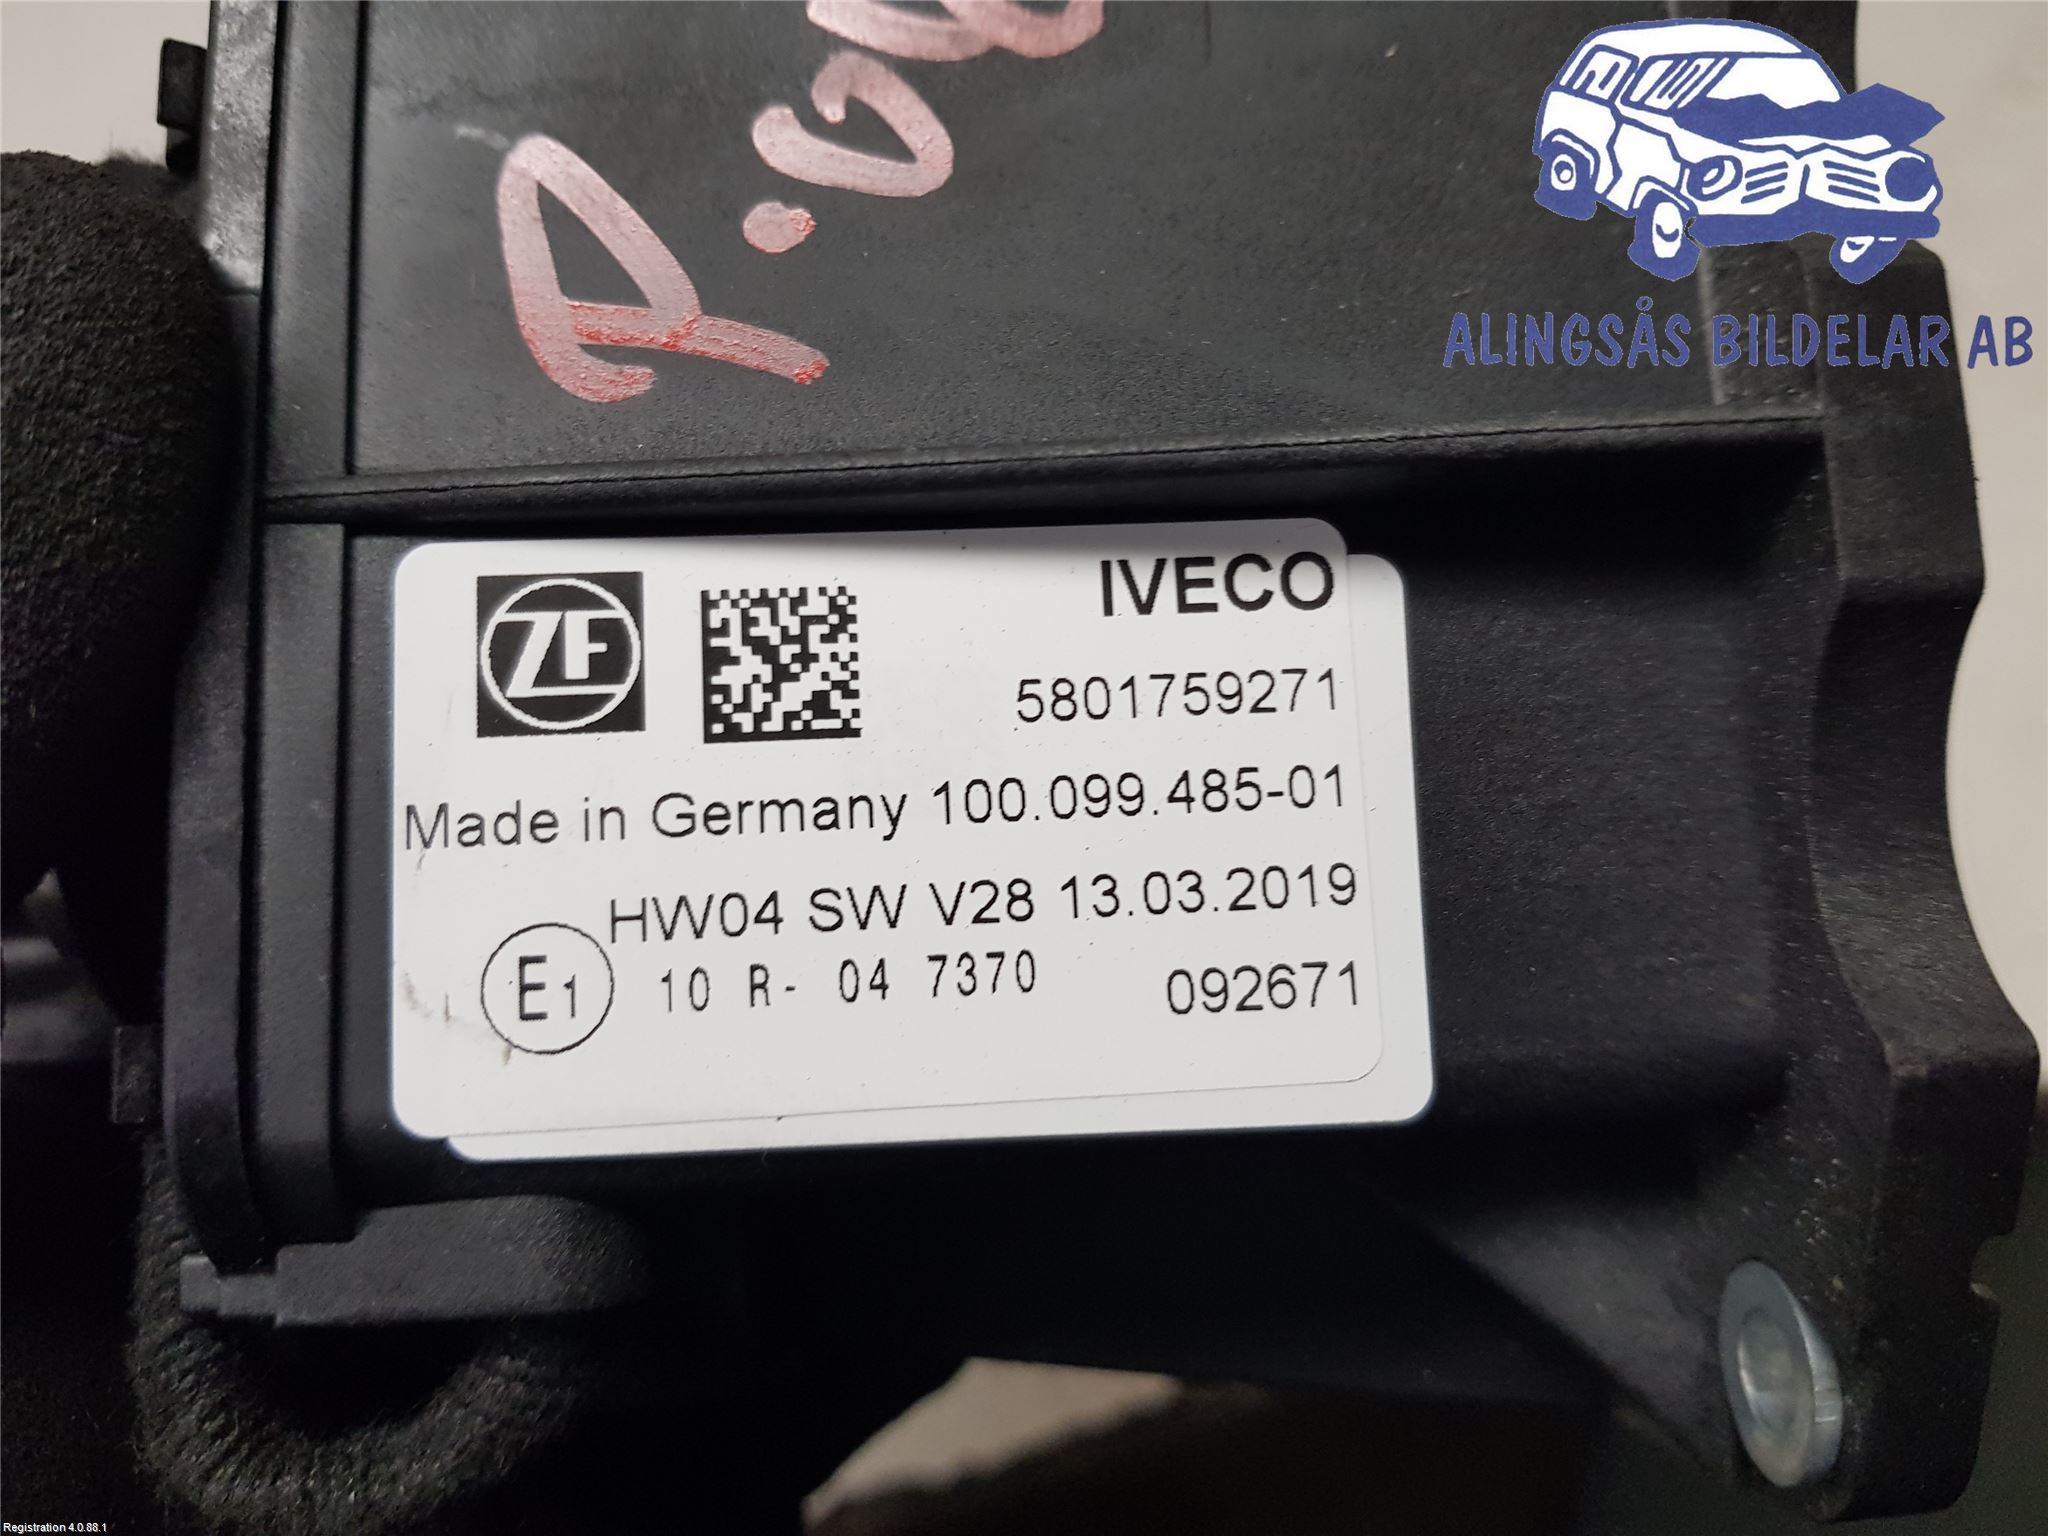 ALINGSÅS BILDELAR AB
ZF
IVECO
5801759271
Made in Germany 100.099.485-01
HW04 SW V28 13.03.2019
E1 10 R- 04 7370 092671
Registration 4.0.88.1